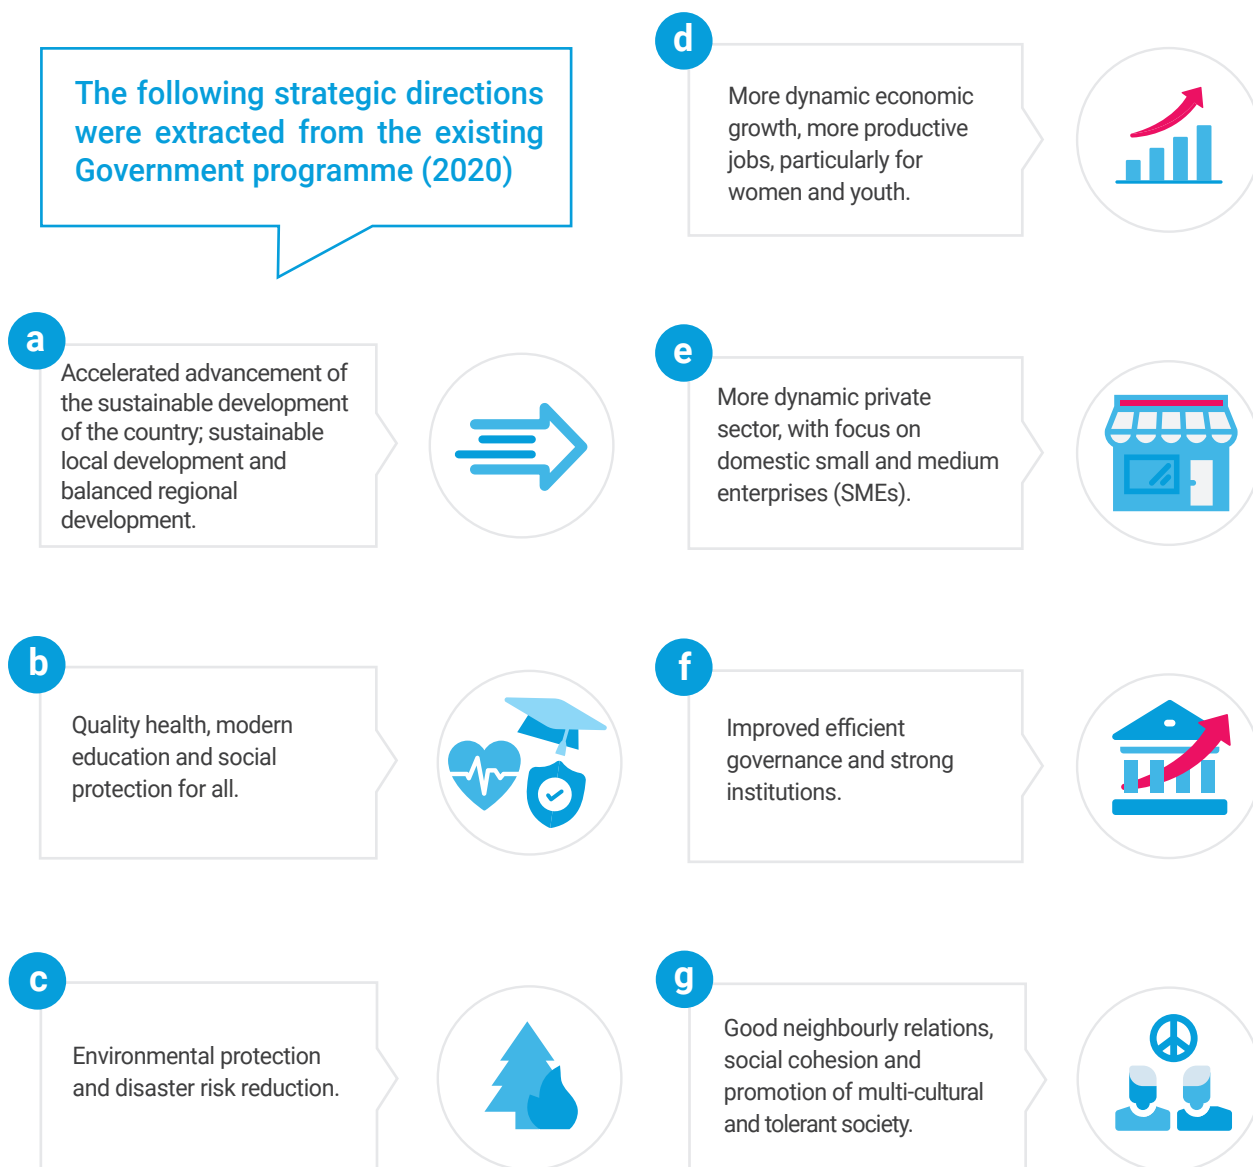 The following strategic directions
were extracted from the existing
Government programme (2020)
a
Accelerated advancement of
the sustainable development
of the country; sustainable
local development and
balanced regional
development.
b
Quality health, modern
education and social
protection for all.
c
Environmental protection
and disaster risk reduction.
d
More dynamic economic
growth, more productive
jobs, particularly for
women and youth.
e
More dynamic private
sector, with focus on
domestic small and medium
enterprises (SMEs).
f
Improved efficient
governance and strong
institutions.
g
Good neighbourly relations,
social cohesion and
promotion of multi-cultural
and tolerant society.